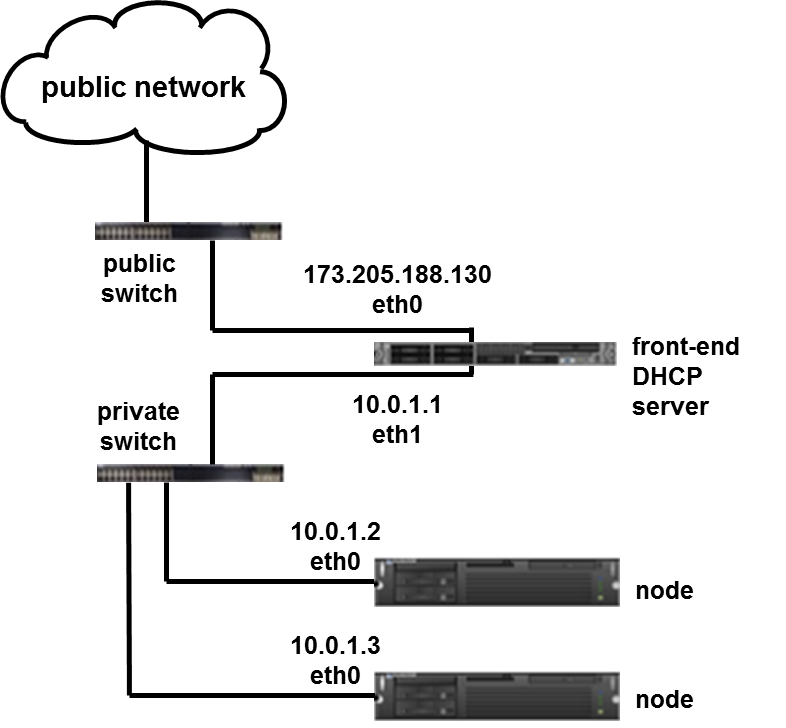 public network
public
switch
173.205.188.130
eth0
front-end
DHCP
server
10.0.1.1
eth1
private
switch
10.0.1.2
eth0
node
10.0.1.3
eth0
node